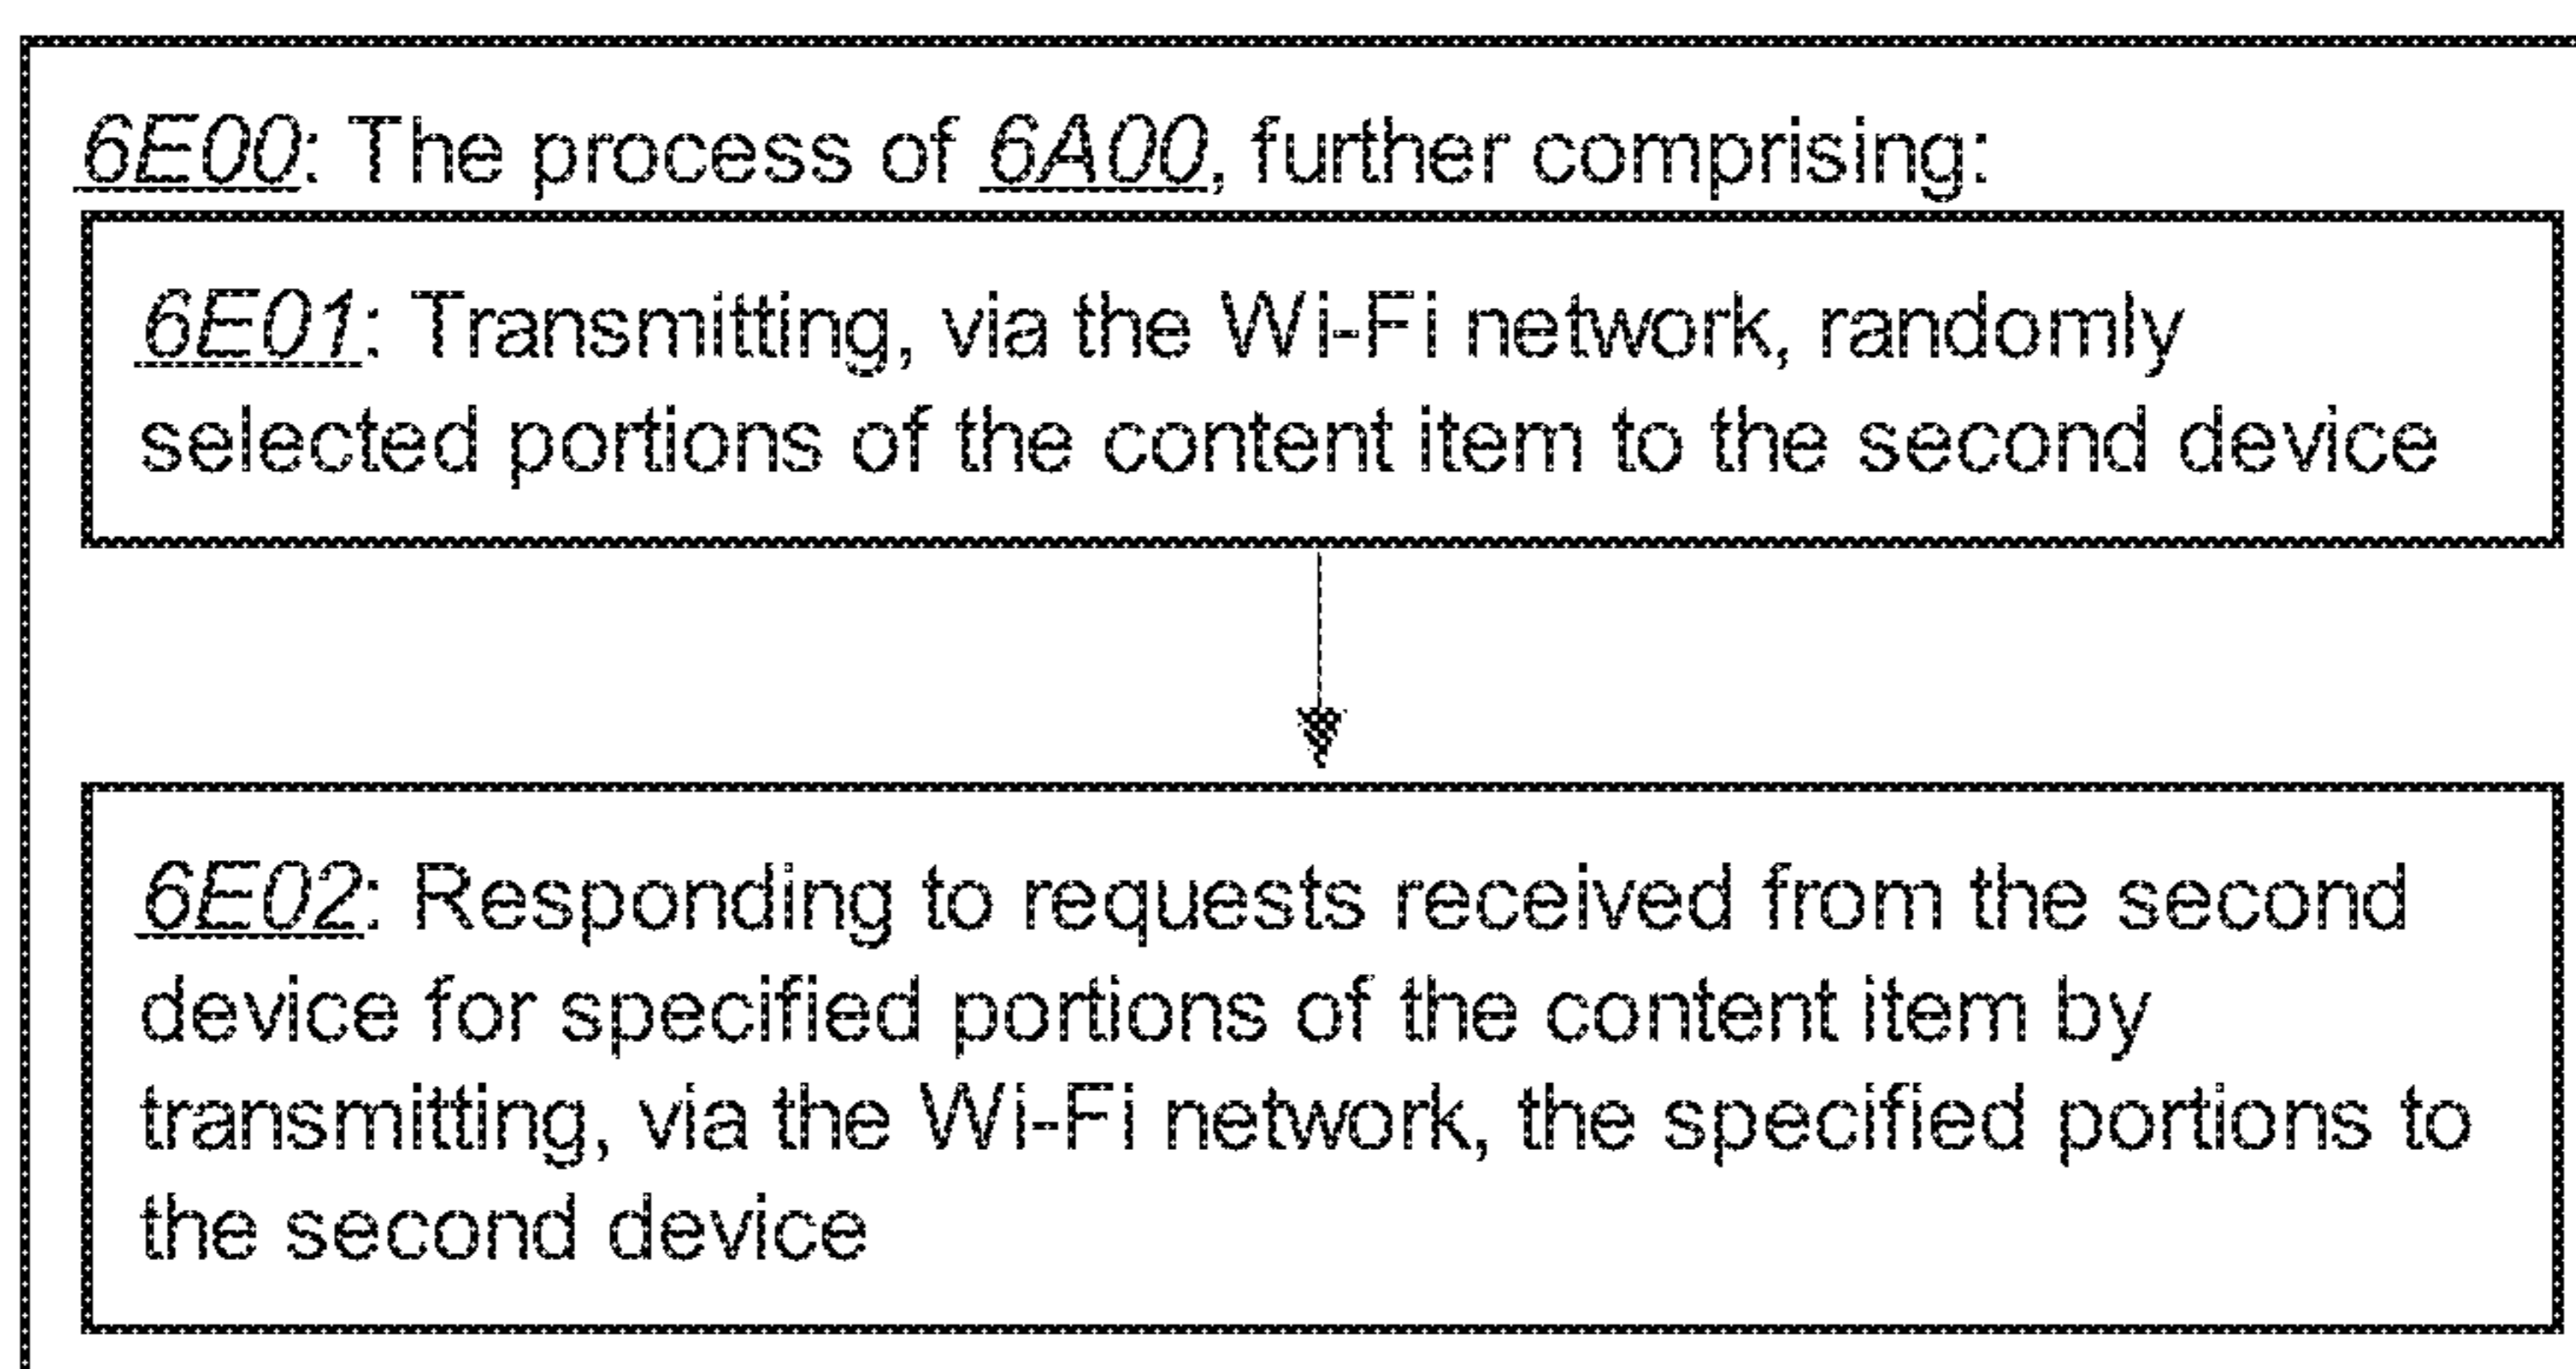 6E00: The process of 6A00, further comprising:
6E01: Transmitting, via the Wi-Fi network, randomly
selected portions of the content item to the second device
6E02: Responding to requests received from the second
device for specified portions of the content item by
transmitting, via the Wi-Fi network, the specified portions to
the second device